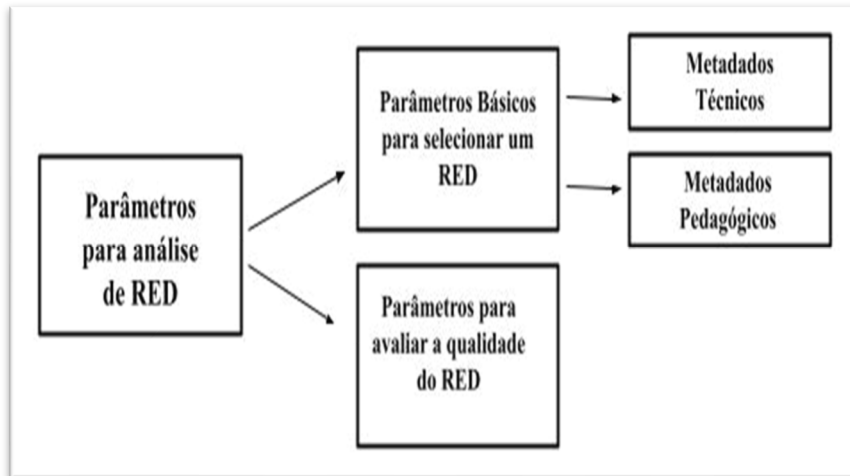 Parâmetros
para análise
de RED
Parâmetros Básicos
para selecionar um
RED
Metadados
Técnicos
Metadados
Pedagógicos
Parâmetros para
avaliar a qualidade
do RED